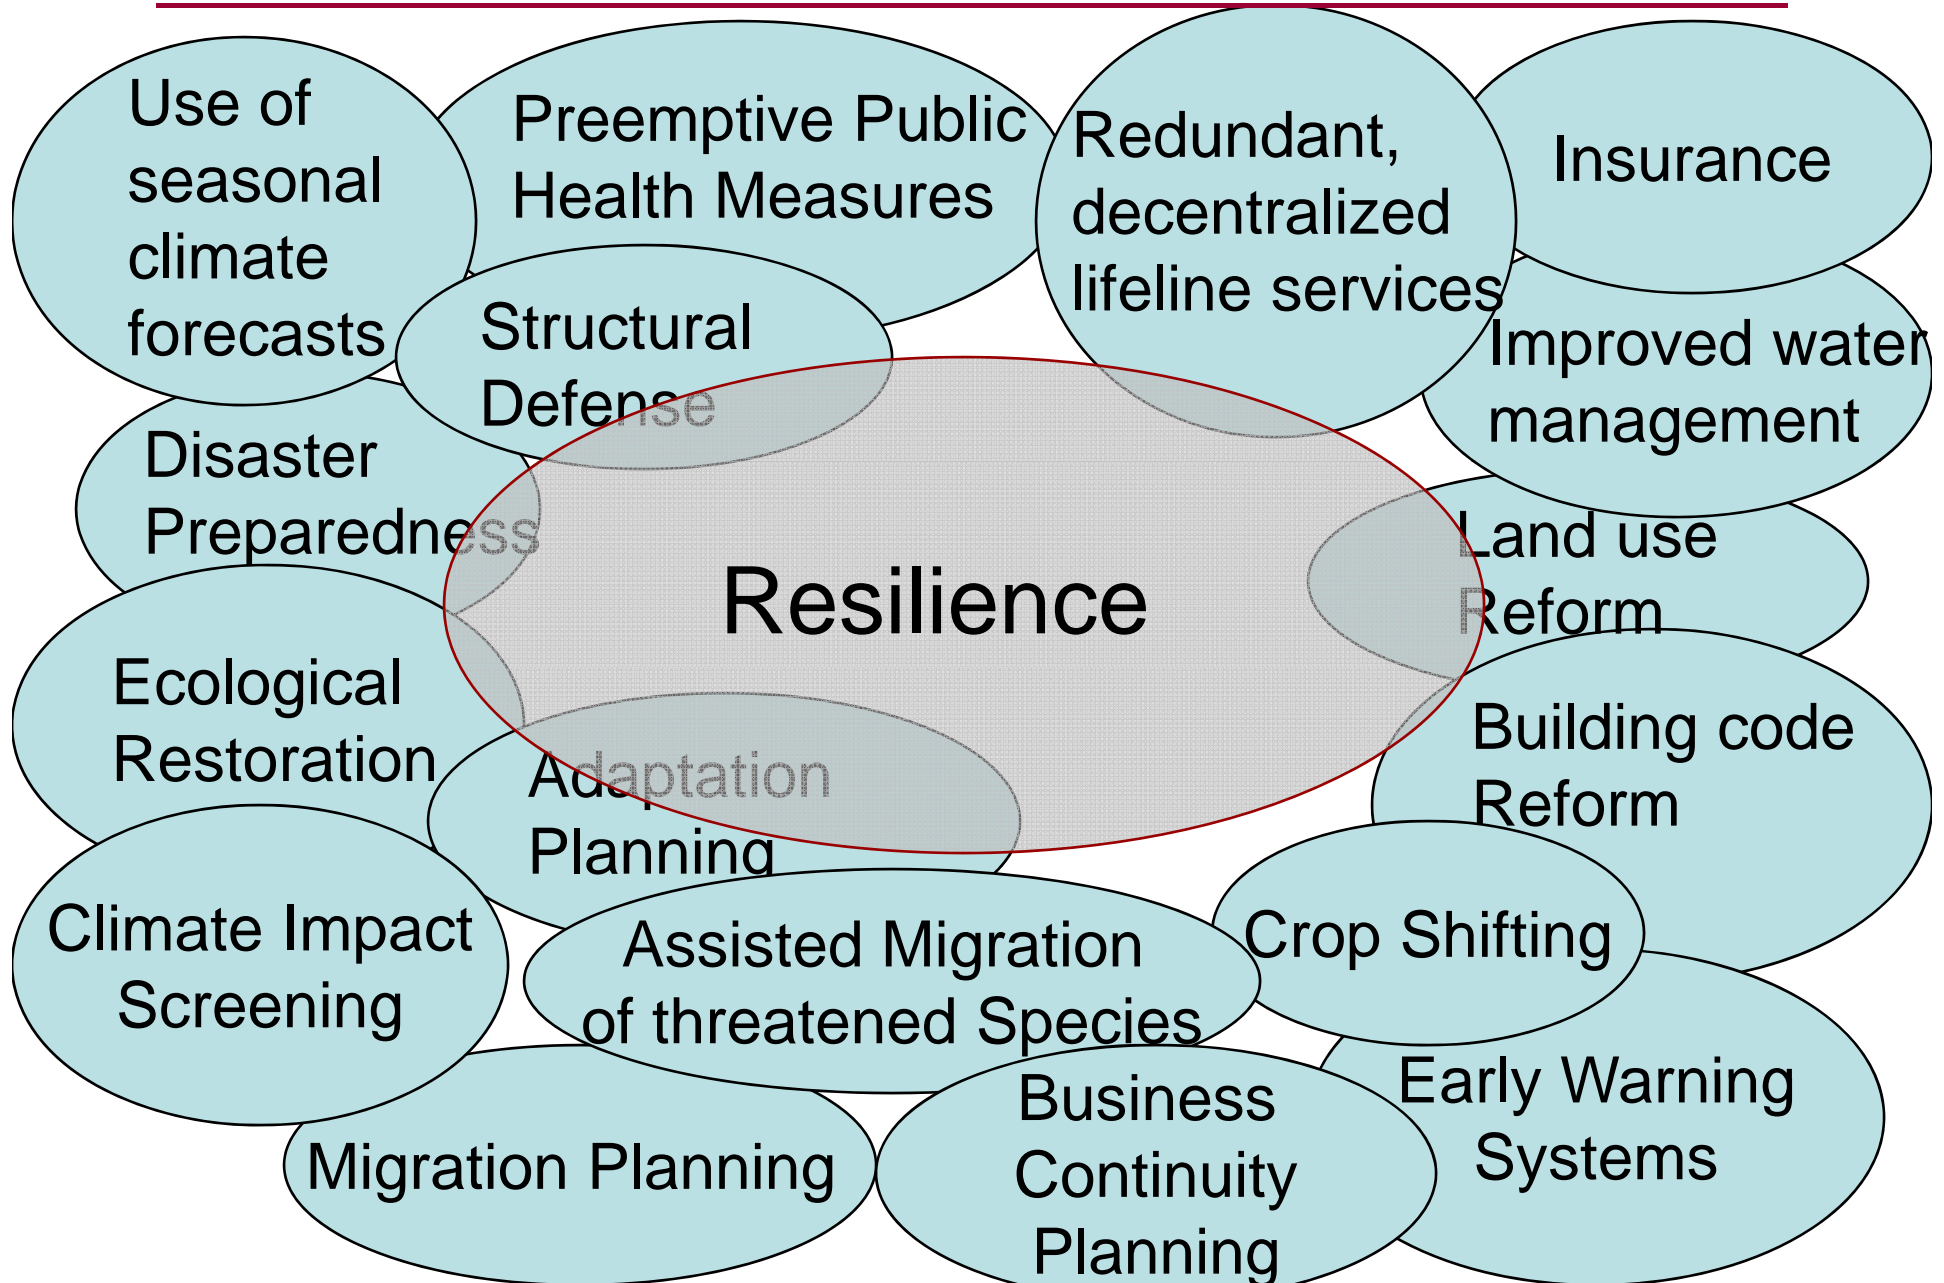 Use of
seasonal
climate
forecasts
Preemptive Public
Health Measures
Redundant,
decentralized
lifeline services
Insurance
Structural
Defense
Improved water
management
Disaster
Preparedness
Resilience
Land use
Reform
Ecological
Restoration
Adaptation
Planning
Building code
Reform
Climate Impact
Screening
Assisted Migration
of threatened Species
Crop Shifting
Migration Planning
Business
Continuity
Planning
Early Warning
Systems